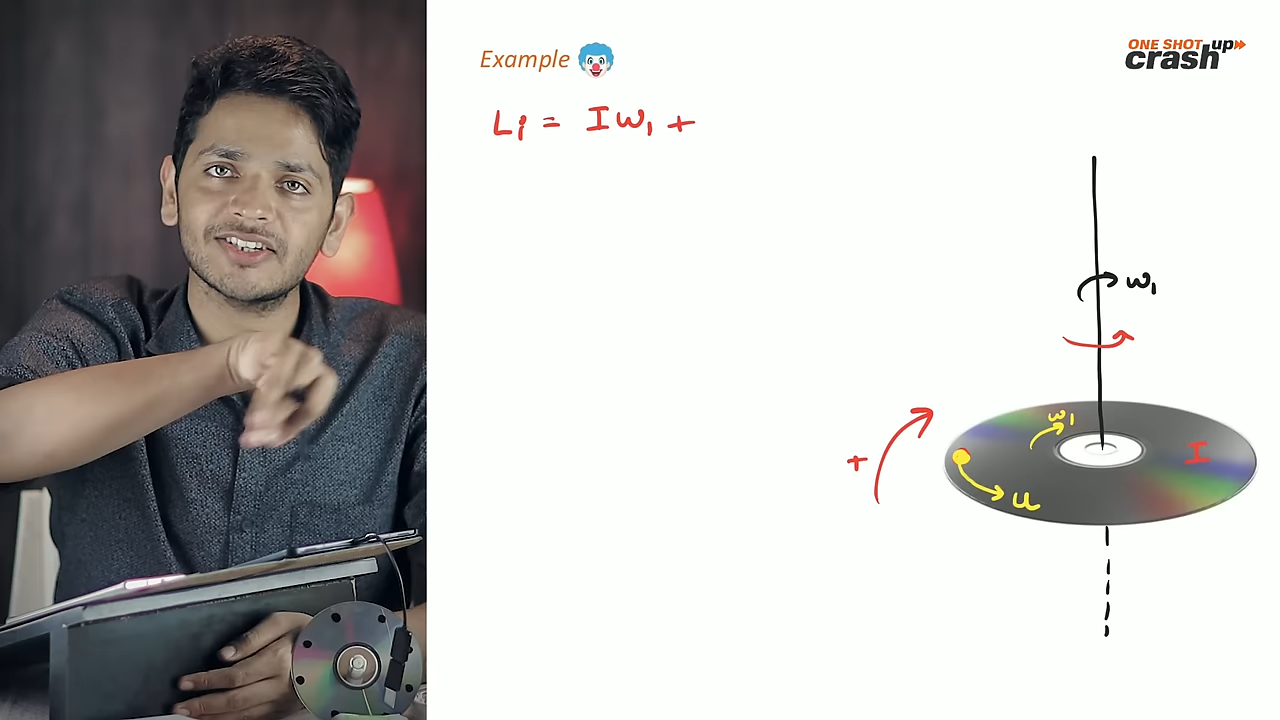 Example
ONE SHOT
crash up
Li = Iω₁ +
ω₁
ω₁
I
+
u